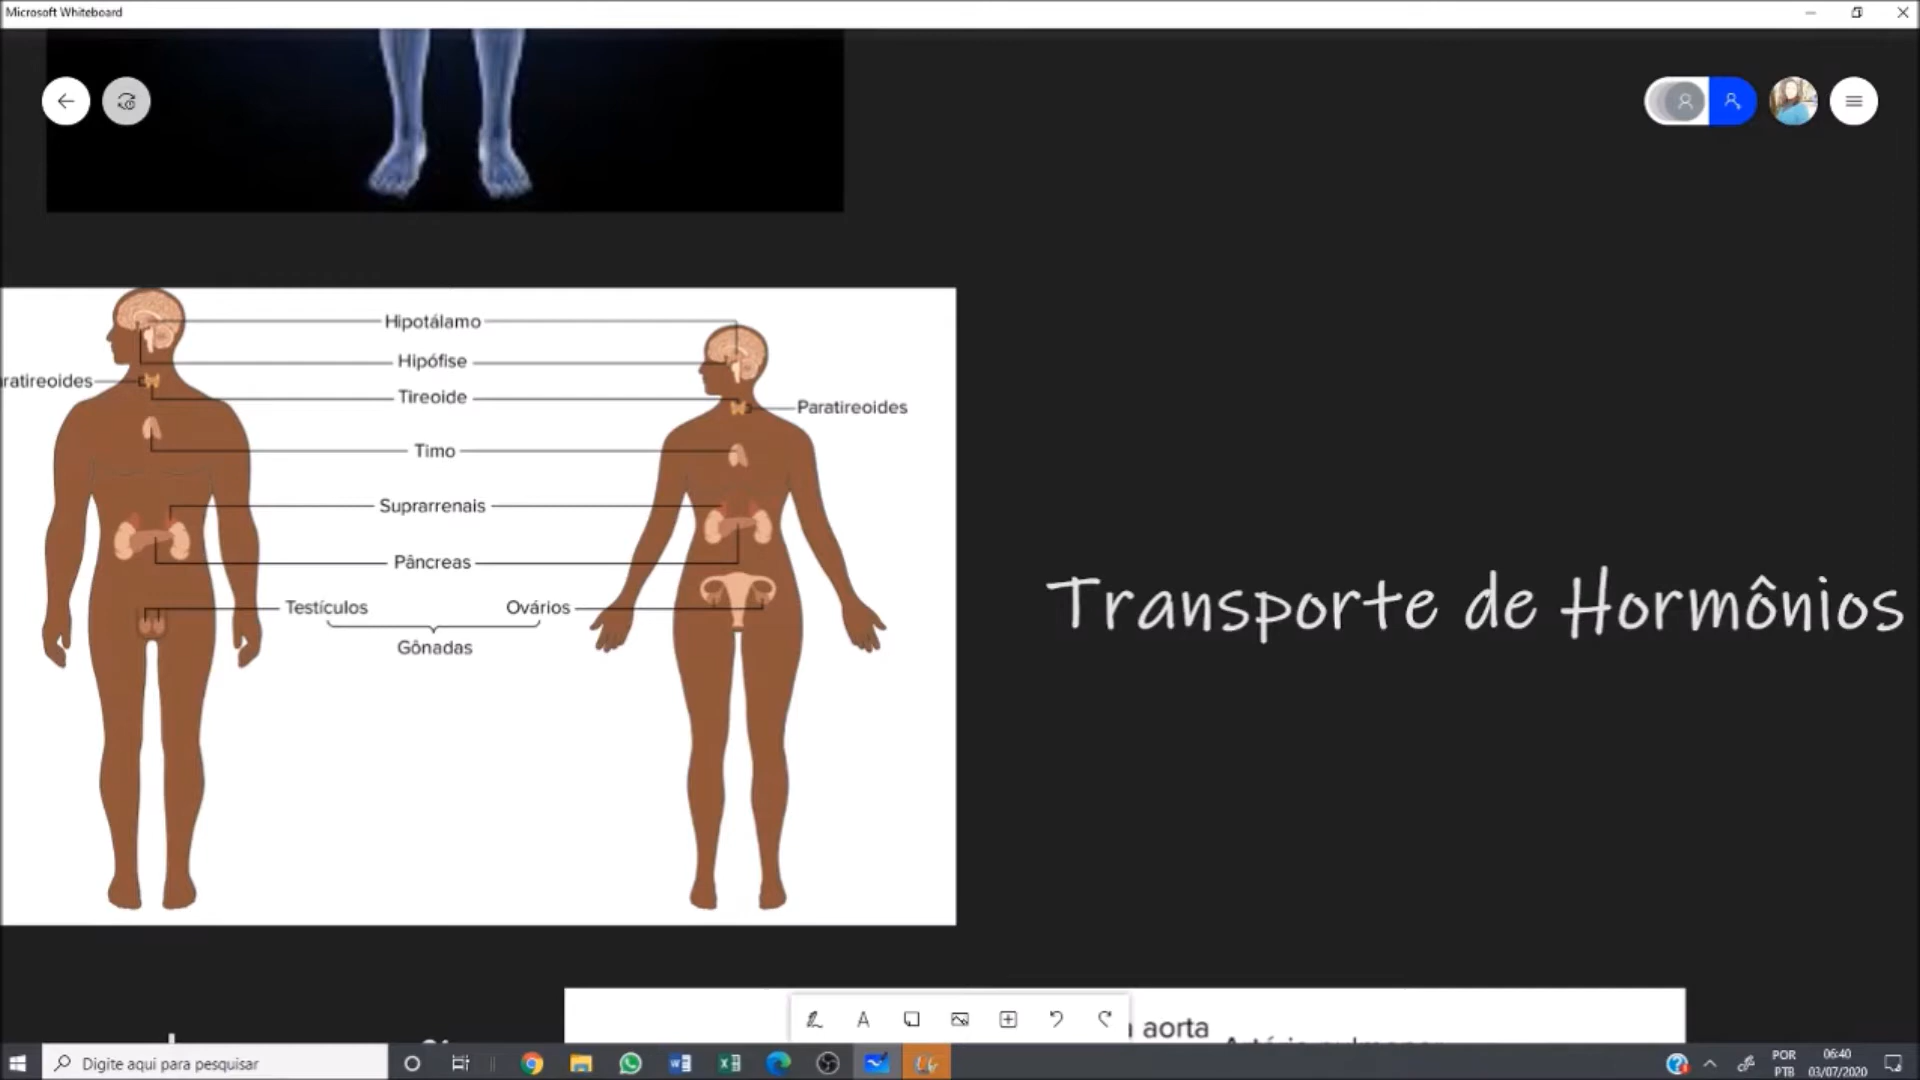 Microsoft Whiteboard
Hipotálamo
Hipófise
ratireoides
Tireoide
Paratireoides
Timo
Suprarrenais
Pâncreas
Testículos
Ovários
Gônadas
Transporte de Hormônios
aorta
Digite aqui para pesquisar
POR
PTB
06:40
03/07/2020